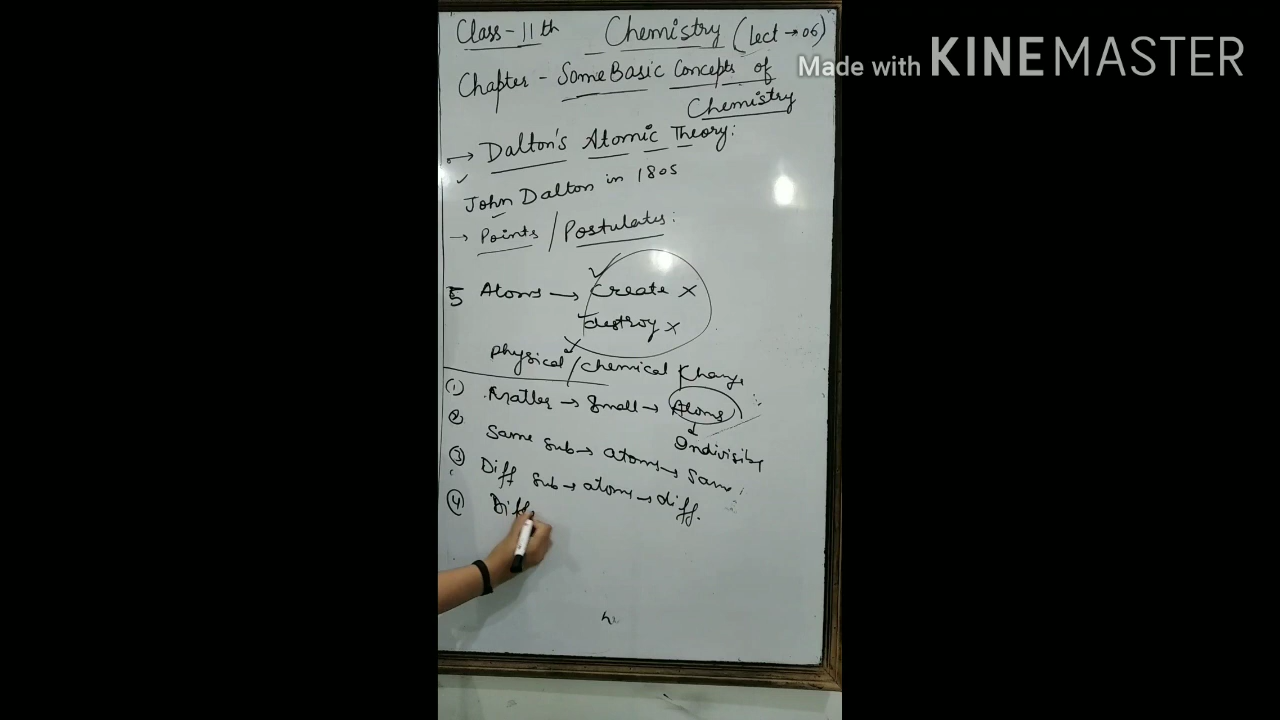 Class-11th Chemistry (Lect → 06)
Made with KINEMASTER
Chapter - Some Basic Concepts of
Chemistry
→ Dalton's Atomic Theory:
John Dalton in 1805
→ Points / Postulates:
5 Atoms → Create ×
destroy ×
Physical / Chemical Change
① Matter → Small → Atoms
Indivisible
② Same sub → atoms → Same
③ Diff sub → atoms → diff.
④ Diff